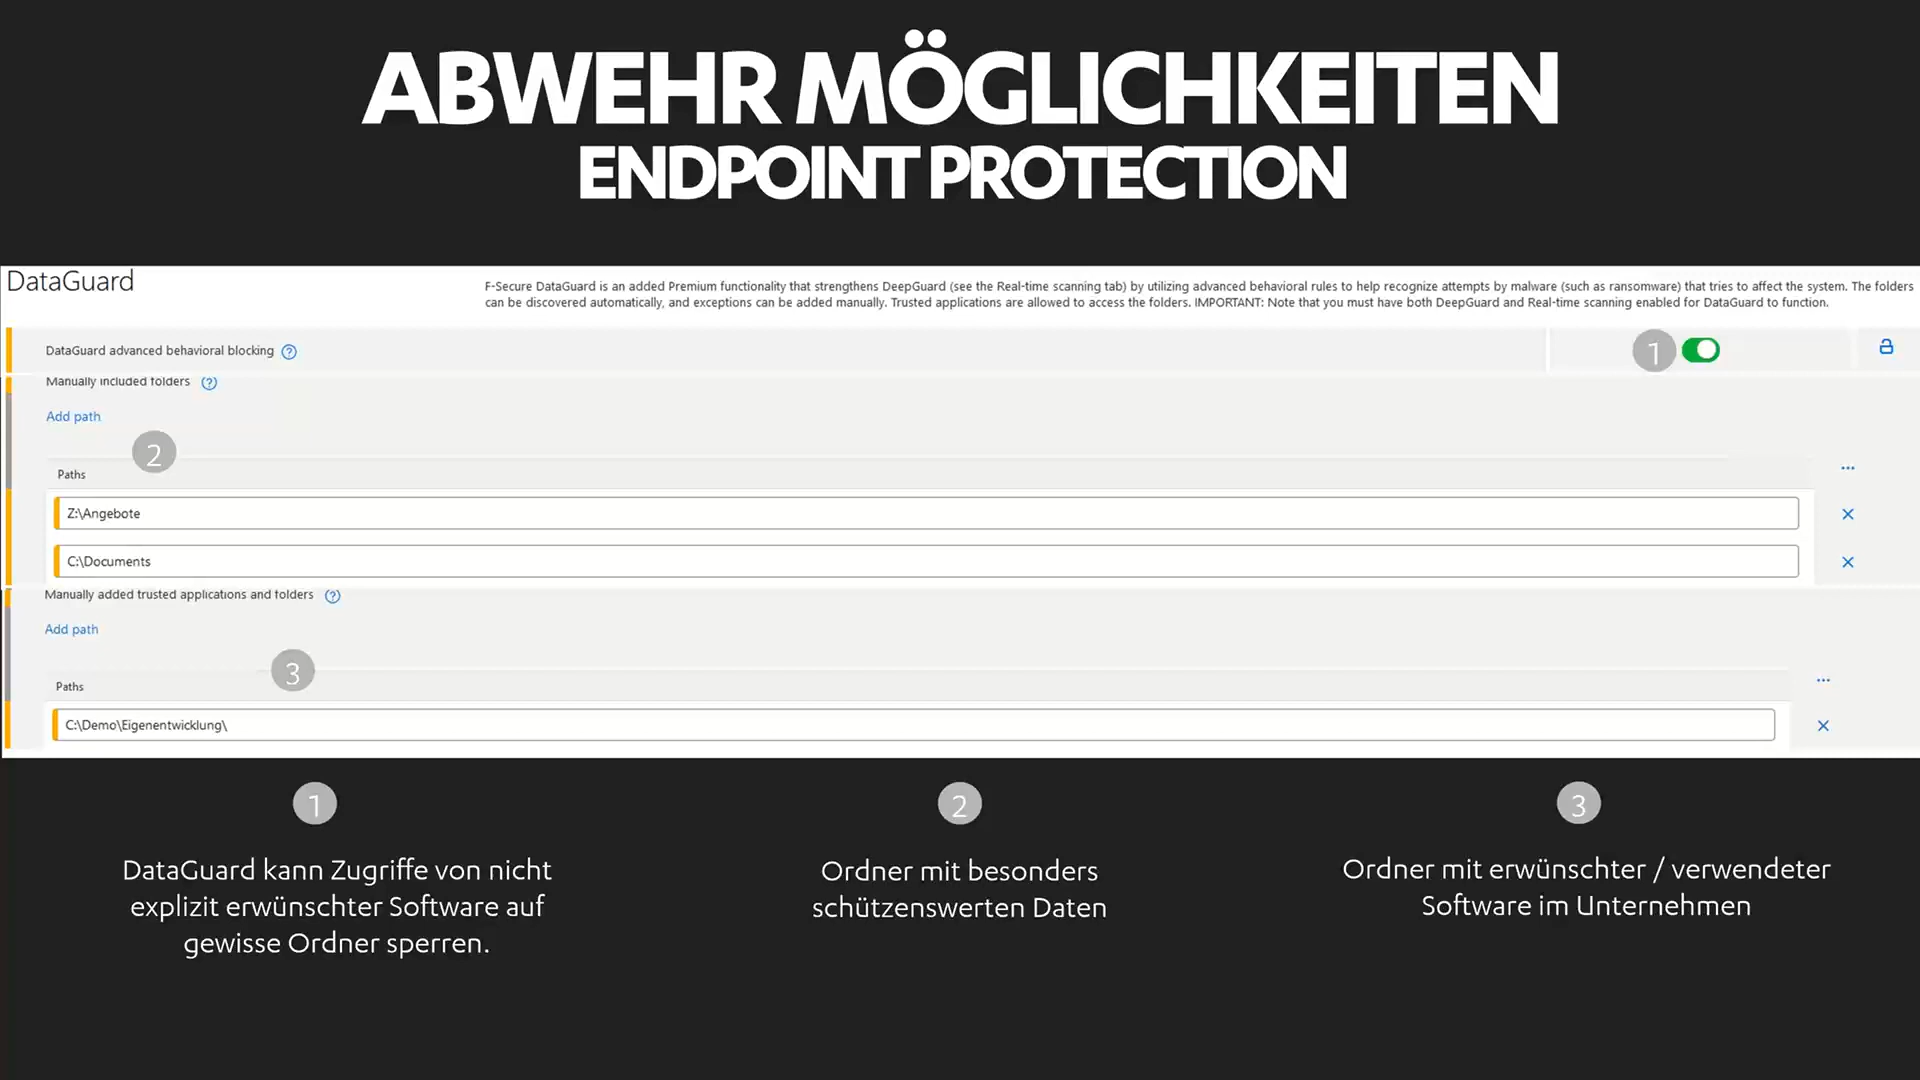 ABWEHR MÖGLICHKEITEN
ENDPOINT PROTECTION
DataGuard
F-Secure DataGuard is an added Premium functionality that strengthens DeepGuard (see the Real-time scanning tab) by utilizing advanced behavioral rules to help recognize attempts by malware (such as ransomware) that tries to affect the system. The folders
can be discovered automatically, and exceptions can be added manually. Trusted applications are allowed to access the folders. IMPORTANT: Note that you must have both DeepGuard and Real-time scanning enabled for DataGuard to function.
DataGuard advanced behavioral blocking ? 1
Manually included folders ?
Add path
2
Paths ...
Z:\Angebote
C:\Documents
Manually added trusted applications and folders ?
Add path
3
Paths ...
C:\Demo\Eigenentwicklung\
1
DataGuard kann Zugriffe von nicht
explizit erwünschter Software auf
gewisse Ordner sperren.
2
Ordner mit besonders
schützenswerten Daten
3
Ordner mit erwünschter / verwendeter
Software im Unternehmen